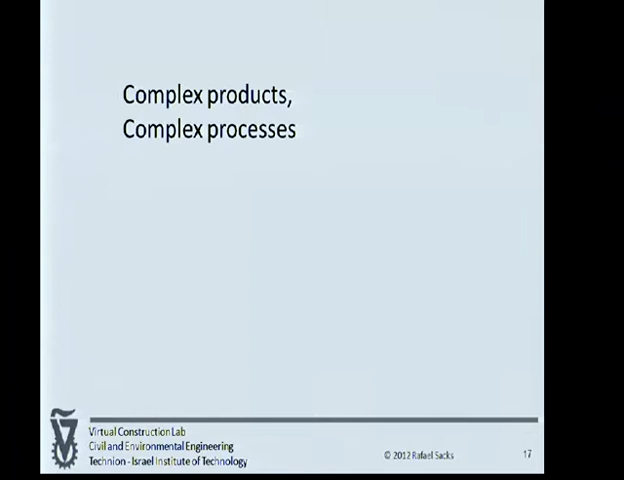 Complex products,
Complex processes
Virtual Construction Lab
Civil and Environmental Engineering
Technion - Israel Institute of Technology
© 2012 Rafael Sacks
17